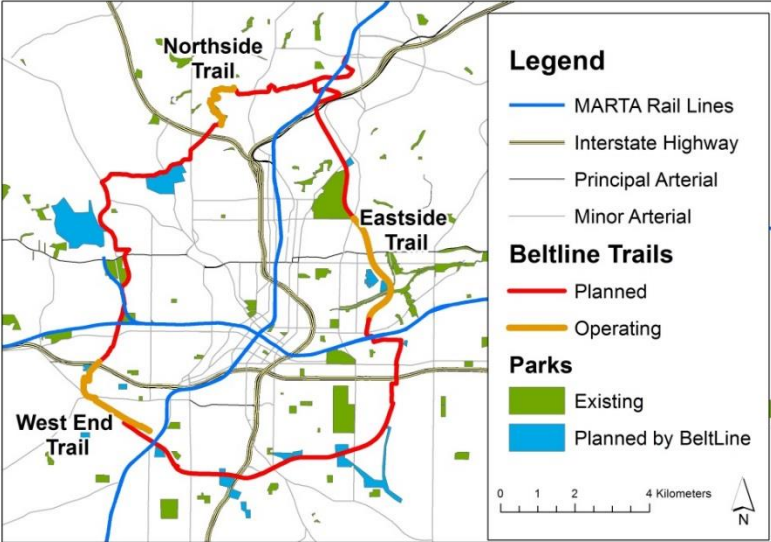 Northside
Trail
Eastside
Trail
West End
Trail
Legend
MARTA Rail Lines
Interstate Highway
Principal Arterial
Minor Arterial
Beltline Trails
Planned
Operating
Parks
Existing
Planned by BeltLine
0 1 2 4 Kilometers
N